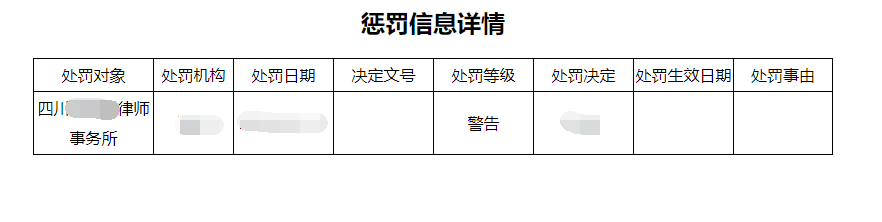 惩罚信息详情
处罚对象 处罚机构 处罚日期 决定文号 处罚等级 处罚决定 处罚生效日期 处罚事由
四川 律师
事务所
警告